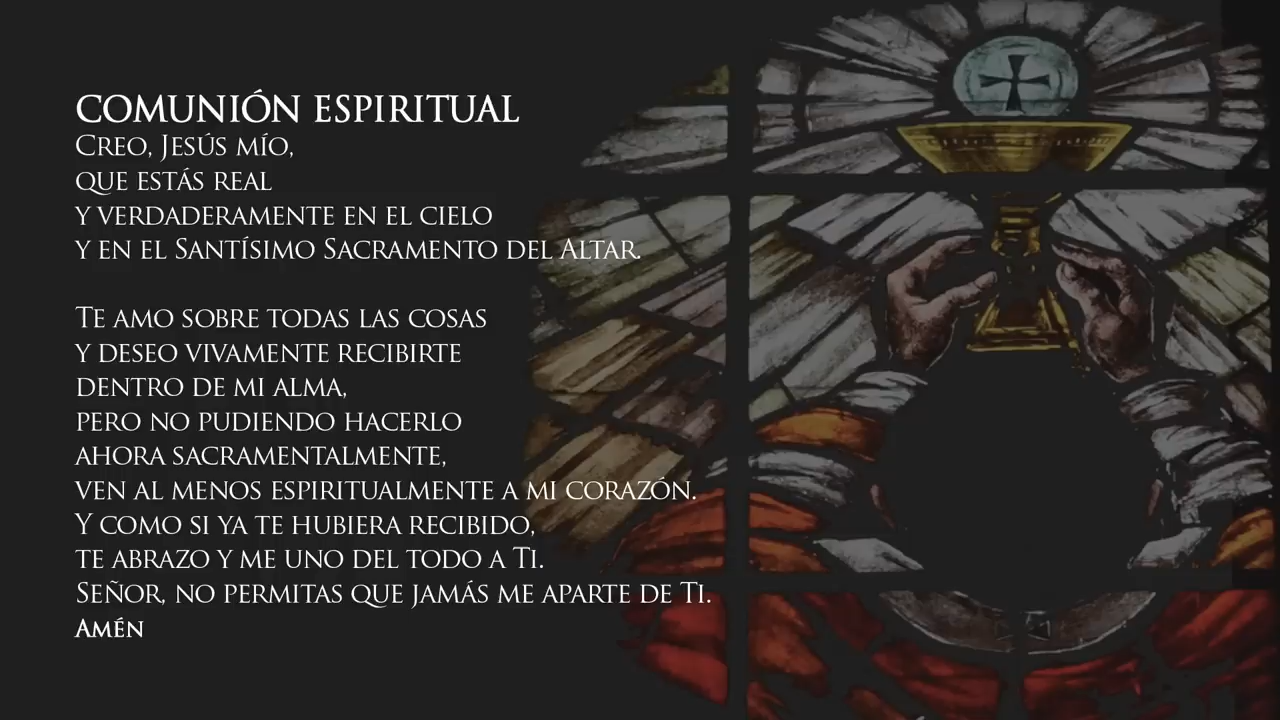 COMUNIÓN ESPIRITUAL
CREO, JESÚS MÍO,
QUE ESTÁS REAL
Y VERDADERAMENTE EN EL CIELO
Y EN EL SANTÍSIMO SACRAMENTO DEL ALTAR.
TE AMO SOBRE TODAS LAS COSAS
Y DESEO VIVAMENTE RECIBIRTE
DENTRO DE MI ALMA,
PERO NO PUDIENDO HACERLO
AHORA SACRAMENTALMENTE,
VEN AL MENOS ESPIRITUALMENTE A MI CORAZÓN.
Y COMO SI YA TE HUBIERA RECIBIDO,
TE ABRAZO Y ME UNO DEL TODO A TI.
SEÑOR, NO PERMITAS QUE JAMÁS ME APARTE DE TI.
AMÉN